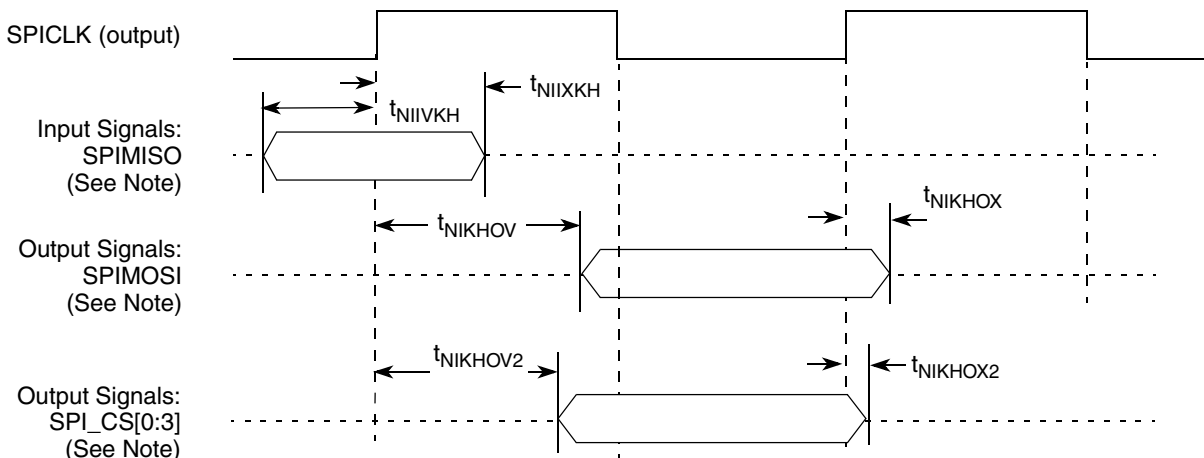 SPICLK (output)
tNIIXKH
tNIIVKH
Input Signals:
SPIMISO
(See Note)
tNIKHOX
tNIKHOV
Output Signals:
SPIMOSI
(See Note)
tNIKHOV2
tNIKHOX2
Output Signals:
SPI_CS[0:3]
(See Note)